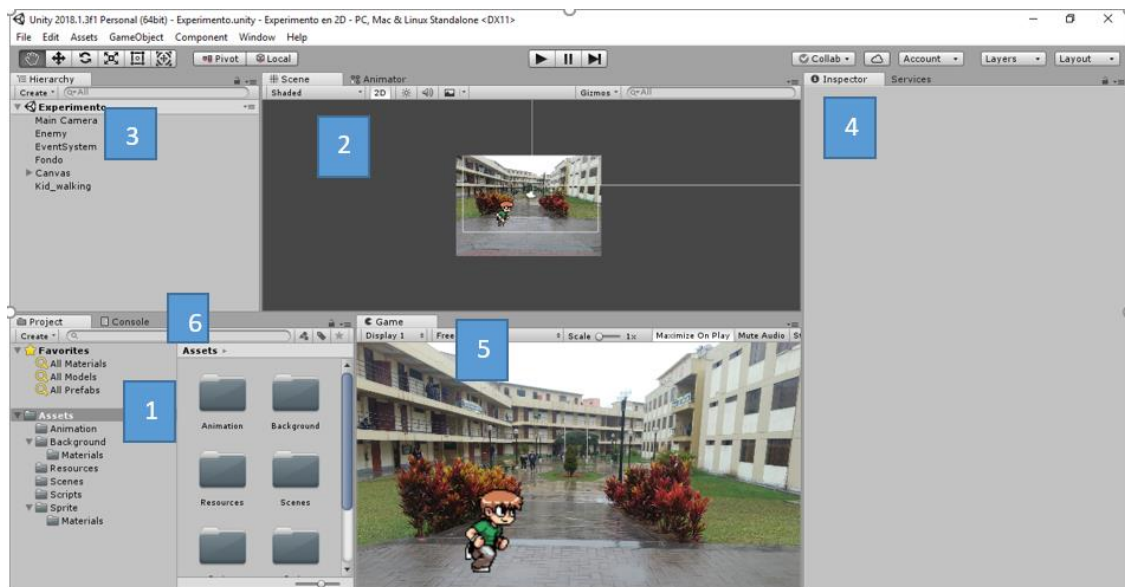 Unity 2018.1.3f1 Personal (64bit) - Experimento.unity - Experimento en 2D - PC, Mac & Linux Standalone <DX11>
File Edit Assets GameObject Component Window Help
Pivot Local Collab Account Layers Layout
Hierarchy
Create All
Experimento
Main Camera
Enemy
EventSystem
Fondo
Canvas
Kid_walking
3
Scene Animator
Shaded 2D Gizmos All
2
Inspector Services
4
Project Console
Create
6
Favorites
All Materials
All Models
All Prefabs
Assets
Animation
Background
Materials
Resources
Scenes
Scripts
Sprite
Materials
1
Assets
Animation Background
Resources Scenes
Game
Display 1 Free Scale 1x Maximize On Play Mute Audio
5